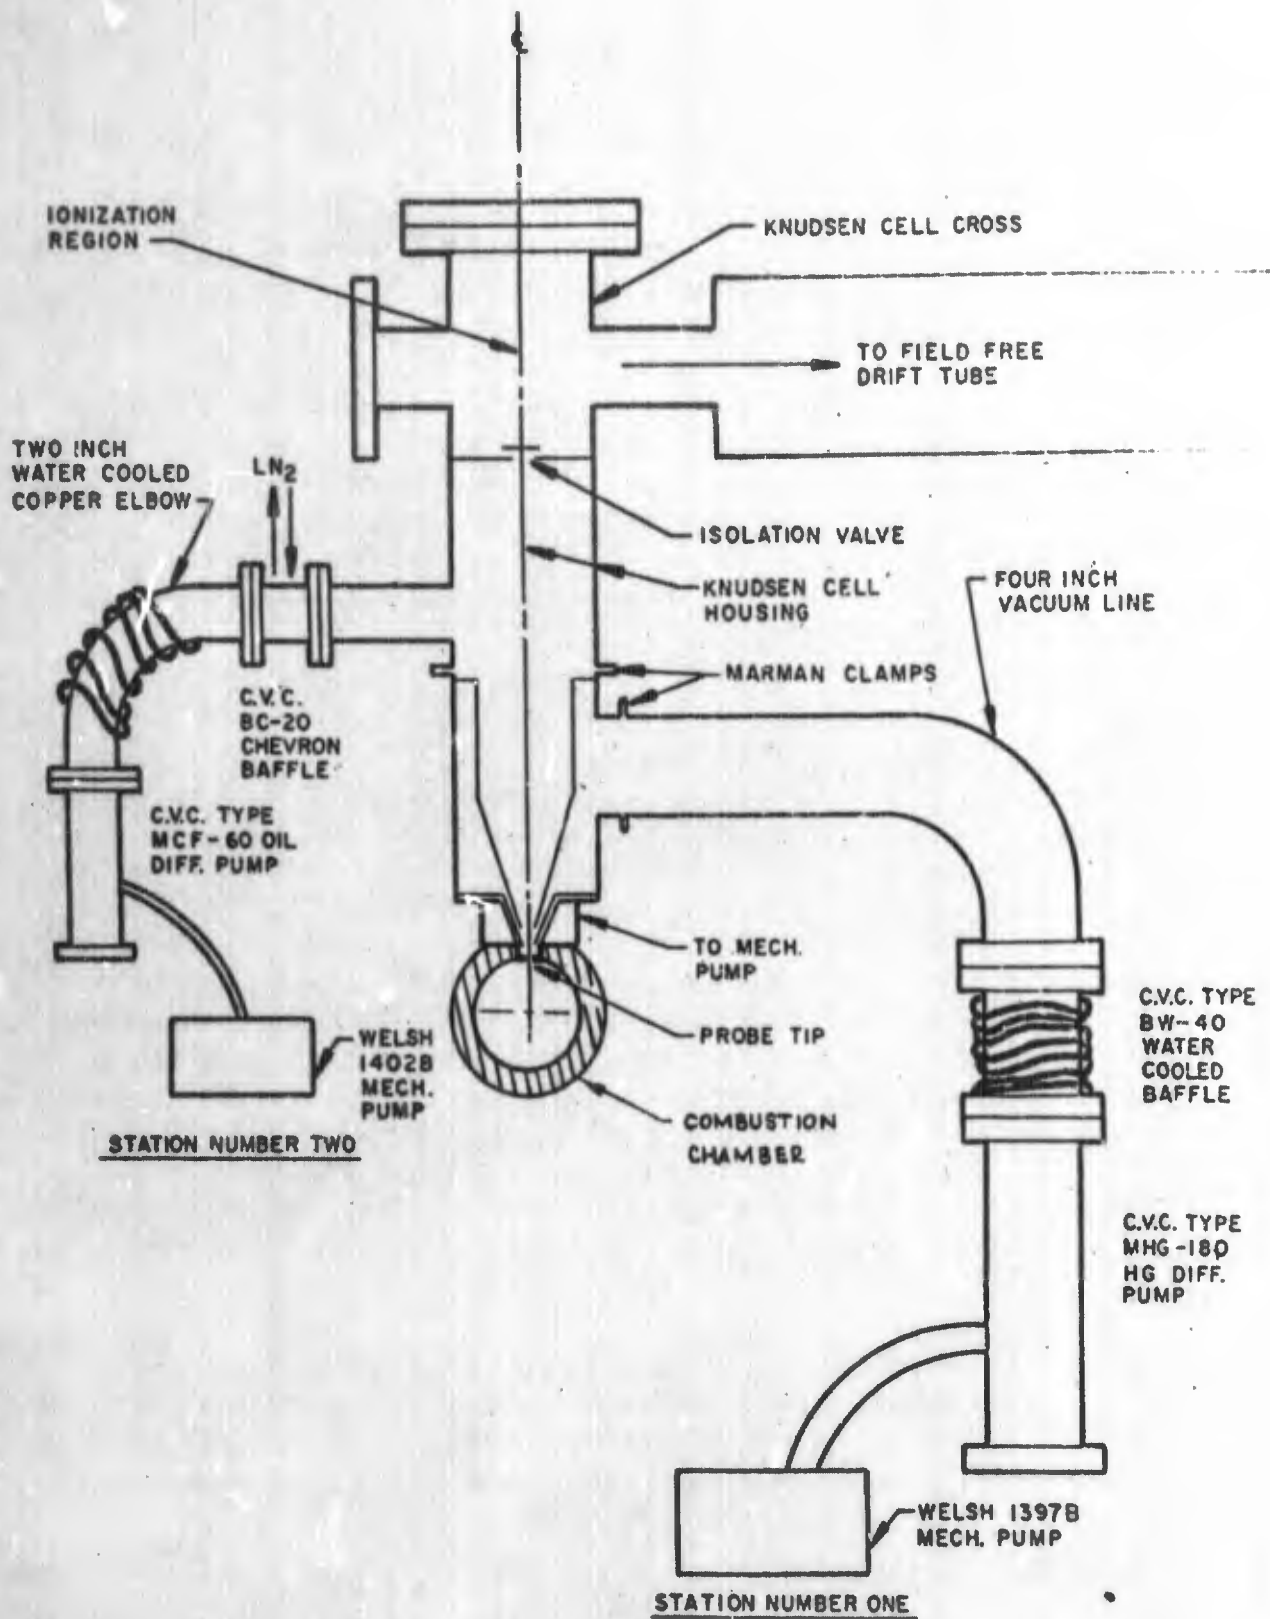 ℄
IONIZATION
REGION
KNUDSEN CELL CROSS
TO FIELD FREE
DRIFT TUBE
TWO INCH
WATER COOLED
COPPER ELBOW
LN2
ISOLATION VALVE
KNUDSEN CELL
HOUSING
FOUR INCH
VACUUM LINE
MARMAN CLAMPS
C.V.C.
BC-20
CHEVRON
BAFFLE
C.V.C. TYPE
MCF-60 OIL
DIFF. PUMP
TO MECH.
PUMP
PROBE TIP
WELSH
1402B
MECH.
PUMP
COMBUSTION
CHAMBER
STATION NUMBER TWO
C.V.C. TYPE
BW-40
WATER
COOLED
BAFFLE
C.V.C. TYPE
MHG-180
HG DIFF.
PUMP
WELSH 1397B
MECH. PUMP
STATION NUMBER ONE